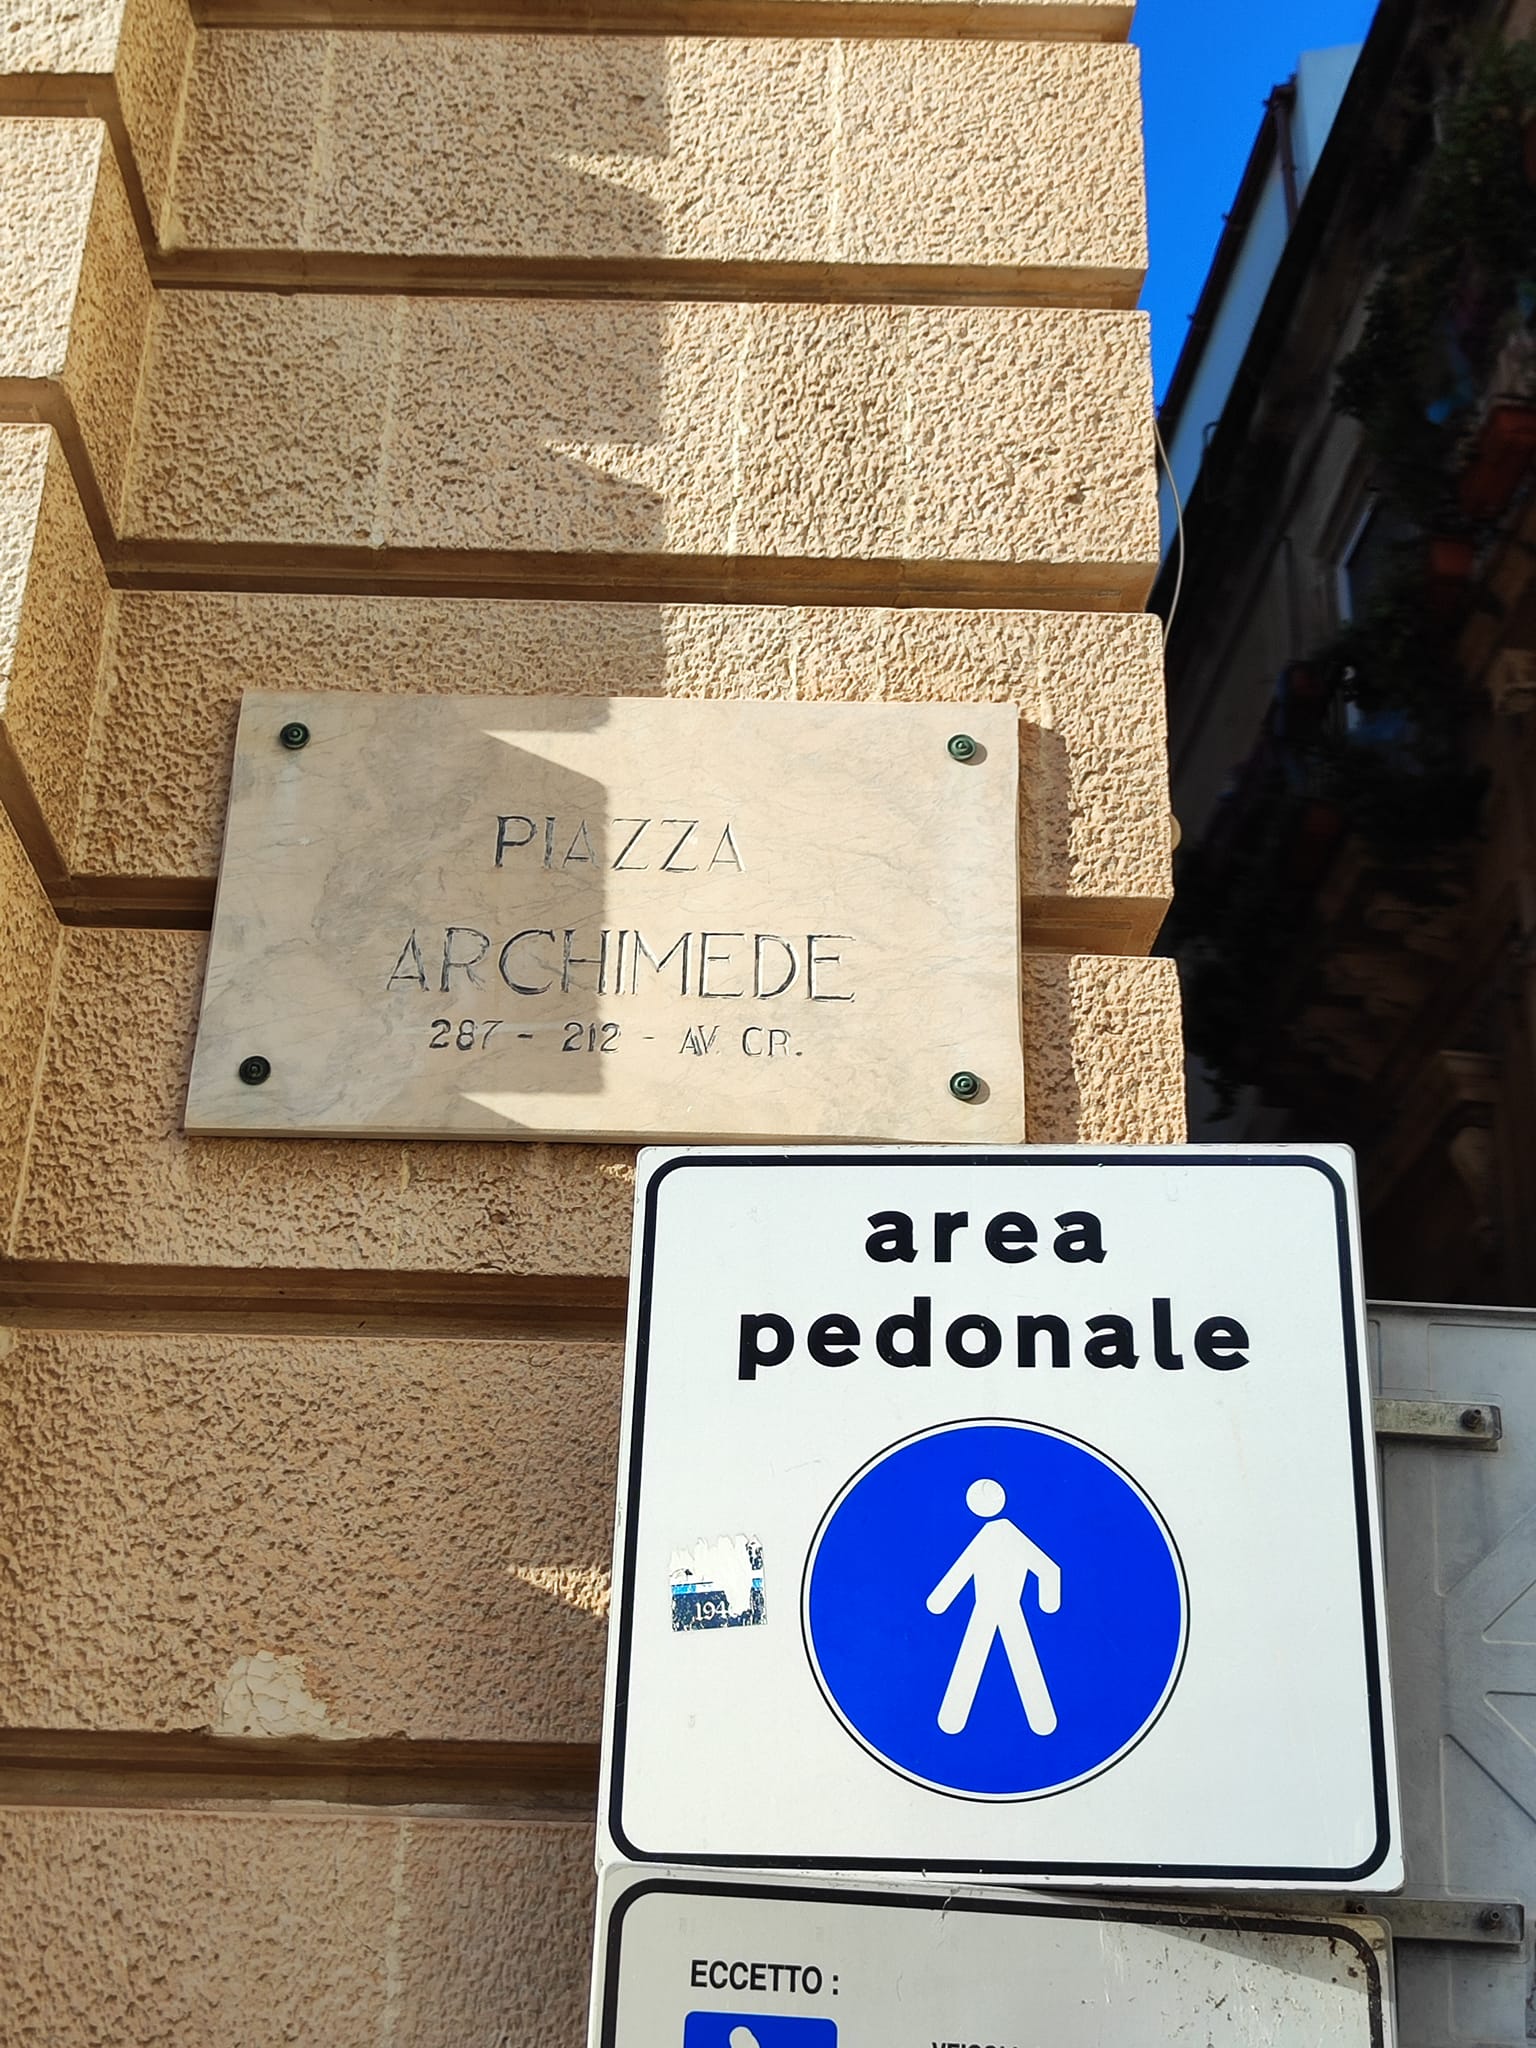 PIAZZA
ARCHIMEDE
287 - 212 - AV. CR.
area
pedonale
ECCETTO :